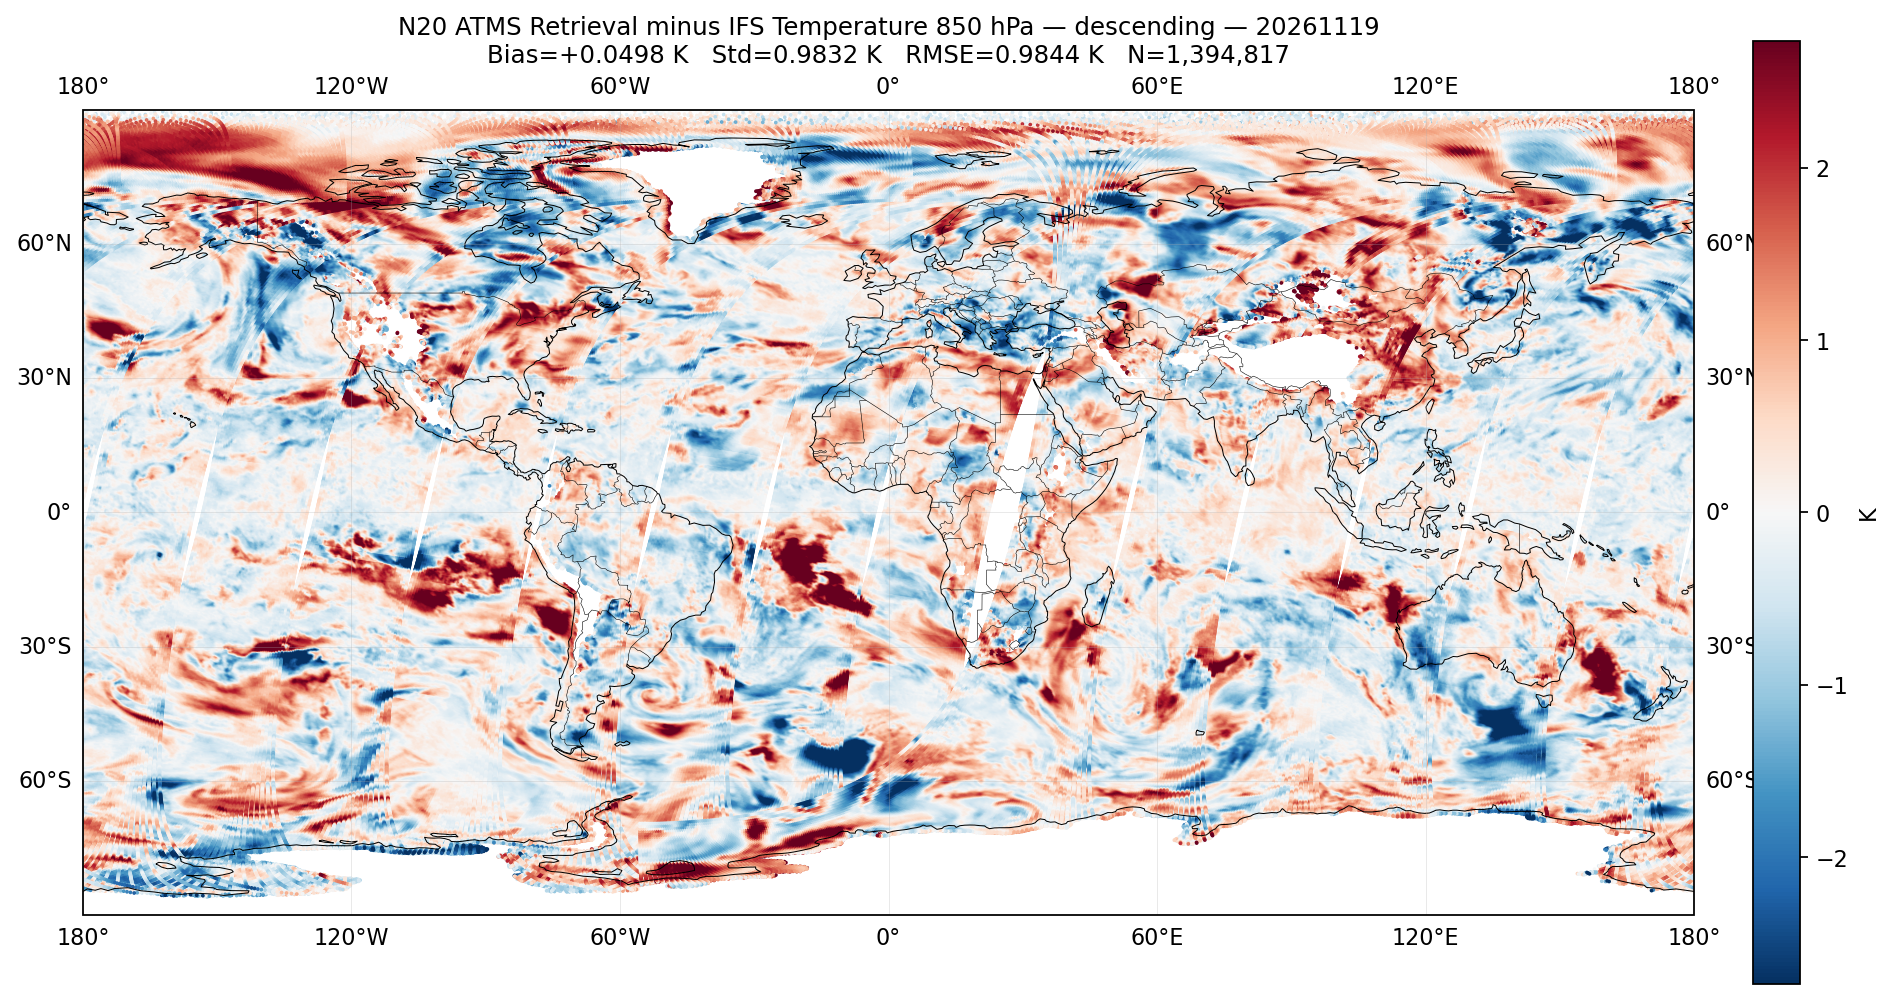 N20 ATMS Retrieval minus IFS Temperature 850 hPa — descending — 20261119
Bias=+0.0498 K   Std=0.9832 K   RMSE=0.9844 K   N=1,394,817
180° 120°W 60°W 0° 60°E 120°E 180°
60°N 60°N
30°N 30°N
0° 0°
30°S 30°S
60°S 60°S
180° 120°W 60°W 0° 60°E 120°E 180°
2
1
0
−1
−2
K